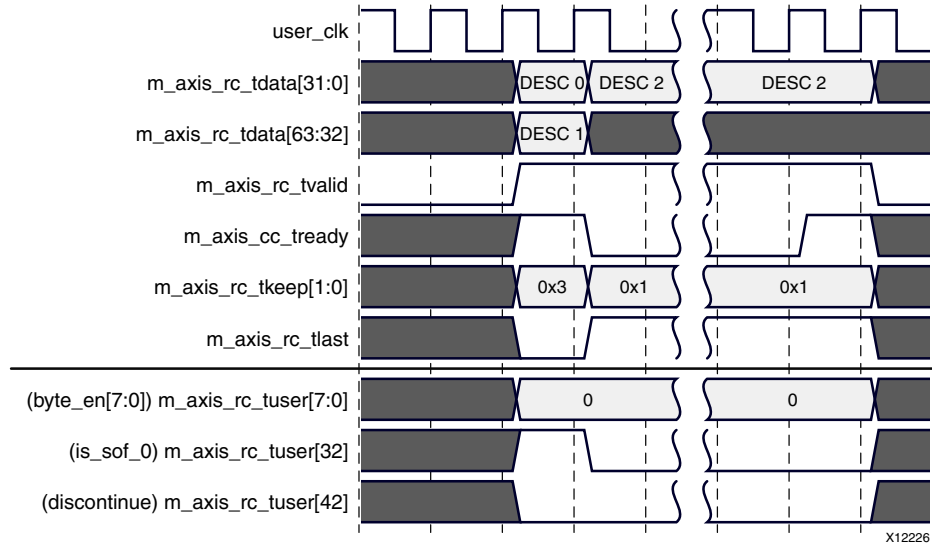 user_clk
m_axis_rc_tdata[31:0] DESC 0 DESC 2 DESC 2
m_axis_rc_tdata[63:32] DESC 1
m_axis_rc_tvalid
m_axis_cc_tready
m_axis_rc_tkeep[1:0] 0x3 0x1 0x1
m_axis_rc_tlast
(byte_en[7:0]) m_axis_rc_tuser[7:0] 0 0
(is_sof_0) m_axis_rc_tuser[32]
(discontinue) m_axis_rc_tuser[42]
X12226